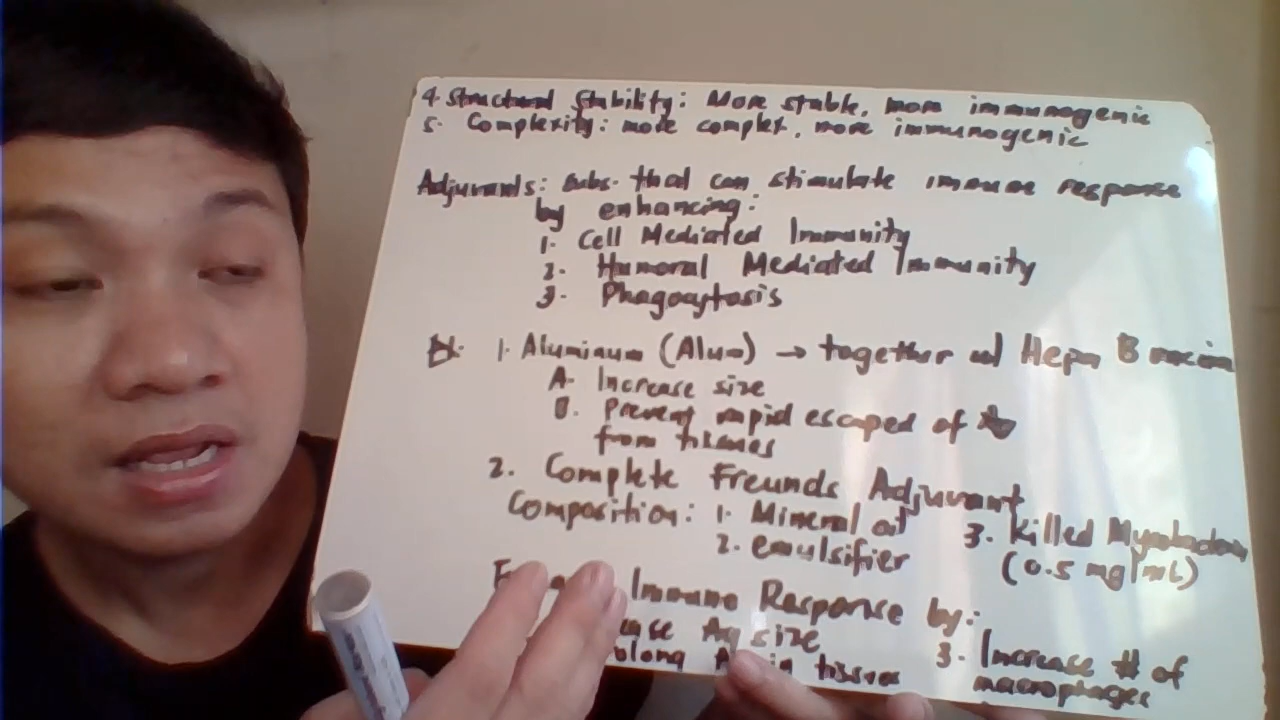 4. Structural Stability: More stable, more immunogenic
5. Complexity: more complex, more immunogenic
Adjuvants: subs. that can stimulate immune response
by enhancing:
1. Cell Mediated Immunity
2. Humoral Mediated Immunity
3. Phagocytosis
1. Aluminum (Alum) → together w/ Hepa B vaccine
A. Increase size
B. Prevent rapid escaped of
from tissues
2. Complete Freunds Adjuvant
Composition: 1. Mineral oil 3. Killed
2. emulsifier (0.5 mg/mL)
Immune Response by:
Ag size
in tissues 3. Increase # of
macrophages